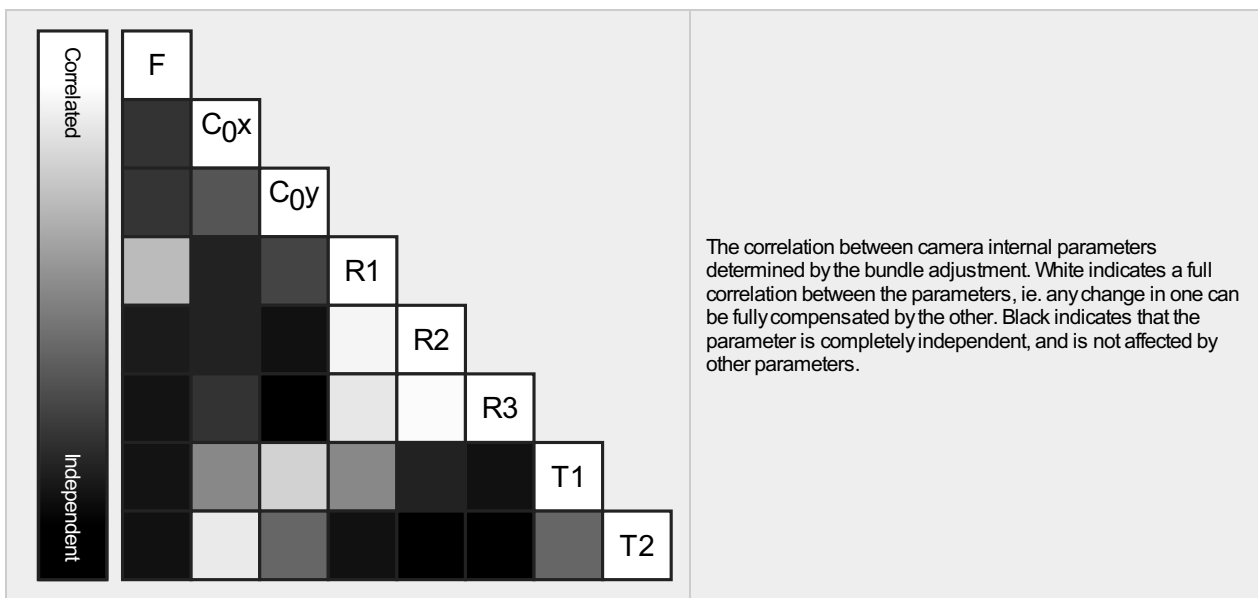 Correlated
Independent
F
C0x
C0y
R1
R2
R3
T1
T2
The correlation between camera internal parameters
determined by the bundle adjustment. White indicates a full
correlation between the parameters, ie. any change in one can
be fully compensated by the other. Black indicates that the
parameter is completely independent, and is not affected by
other parameters.